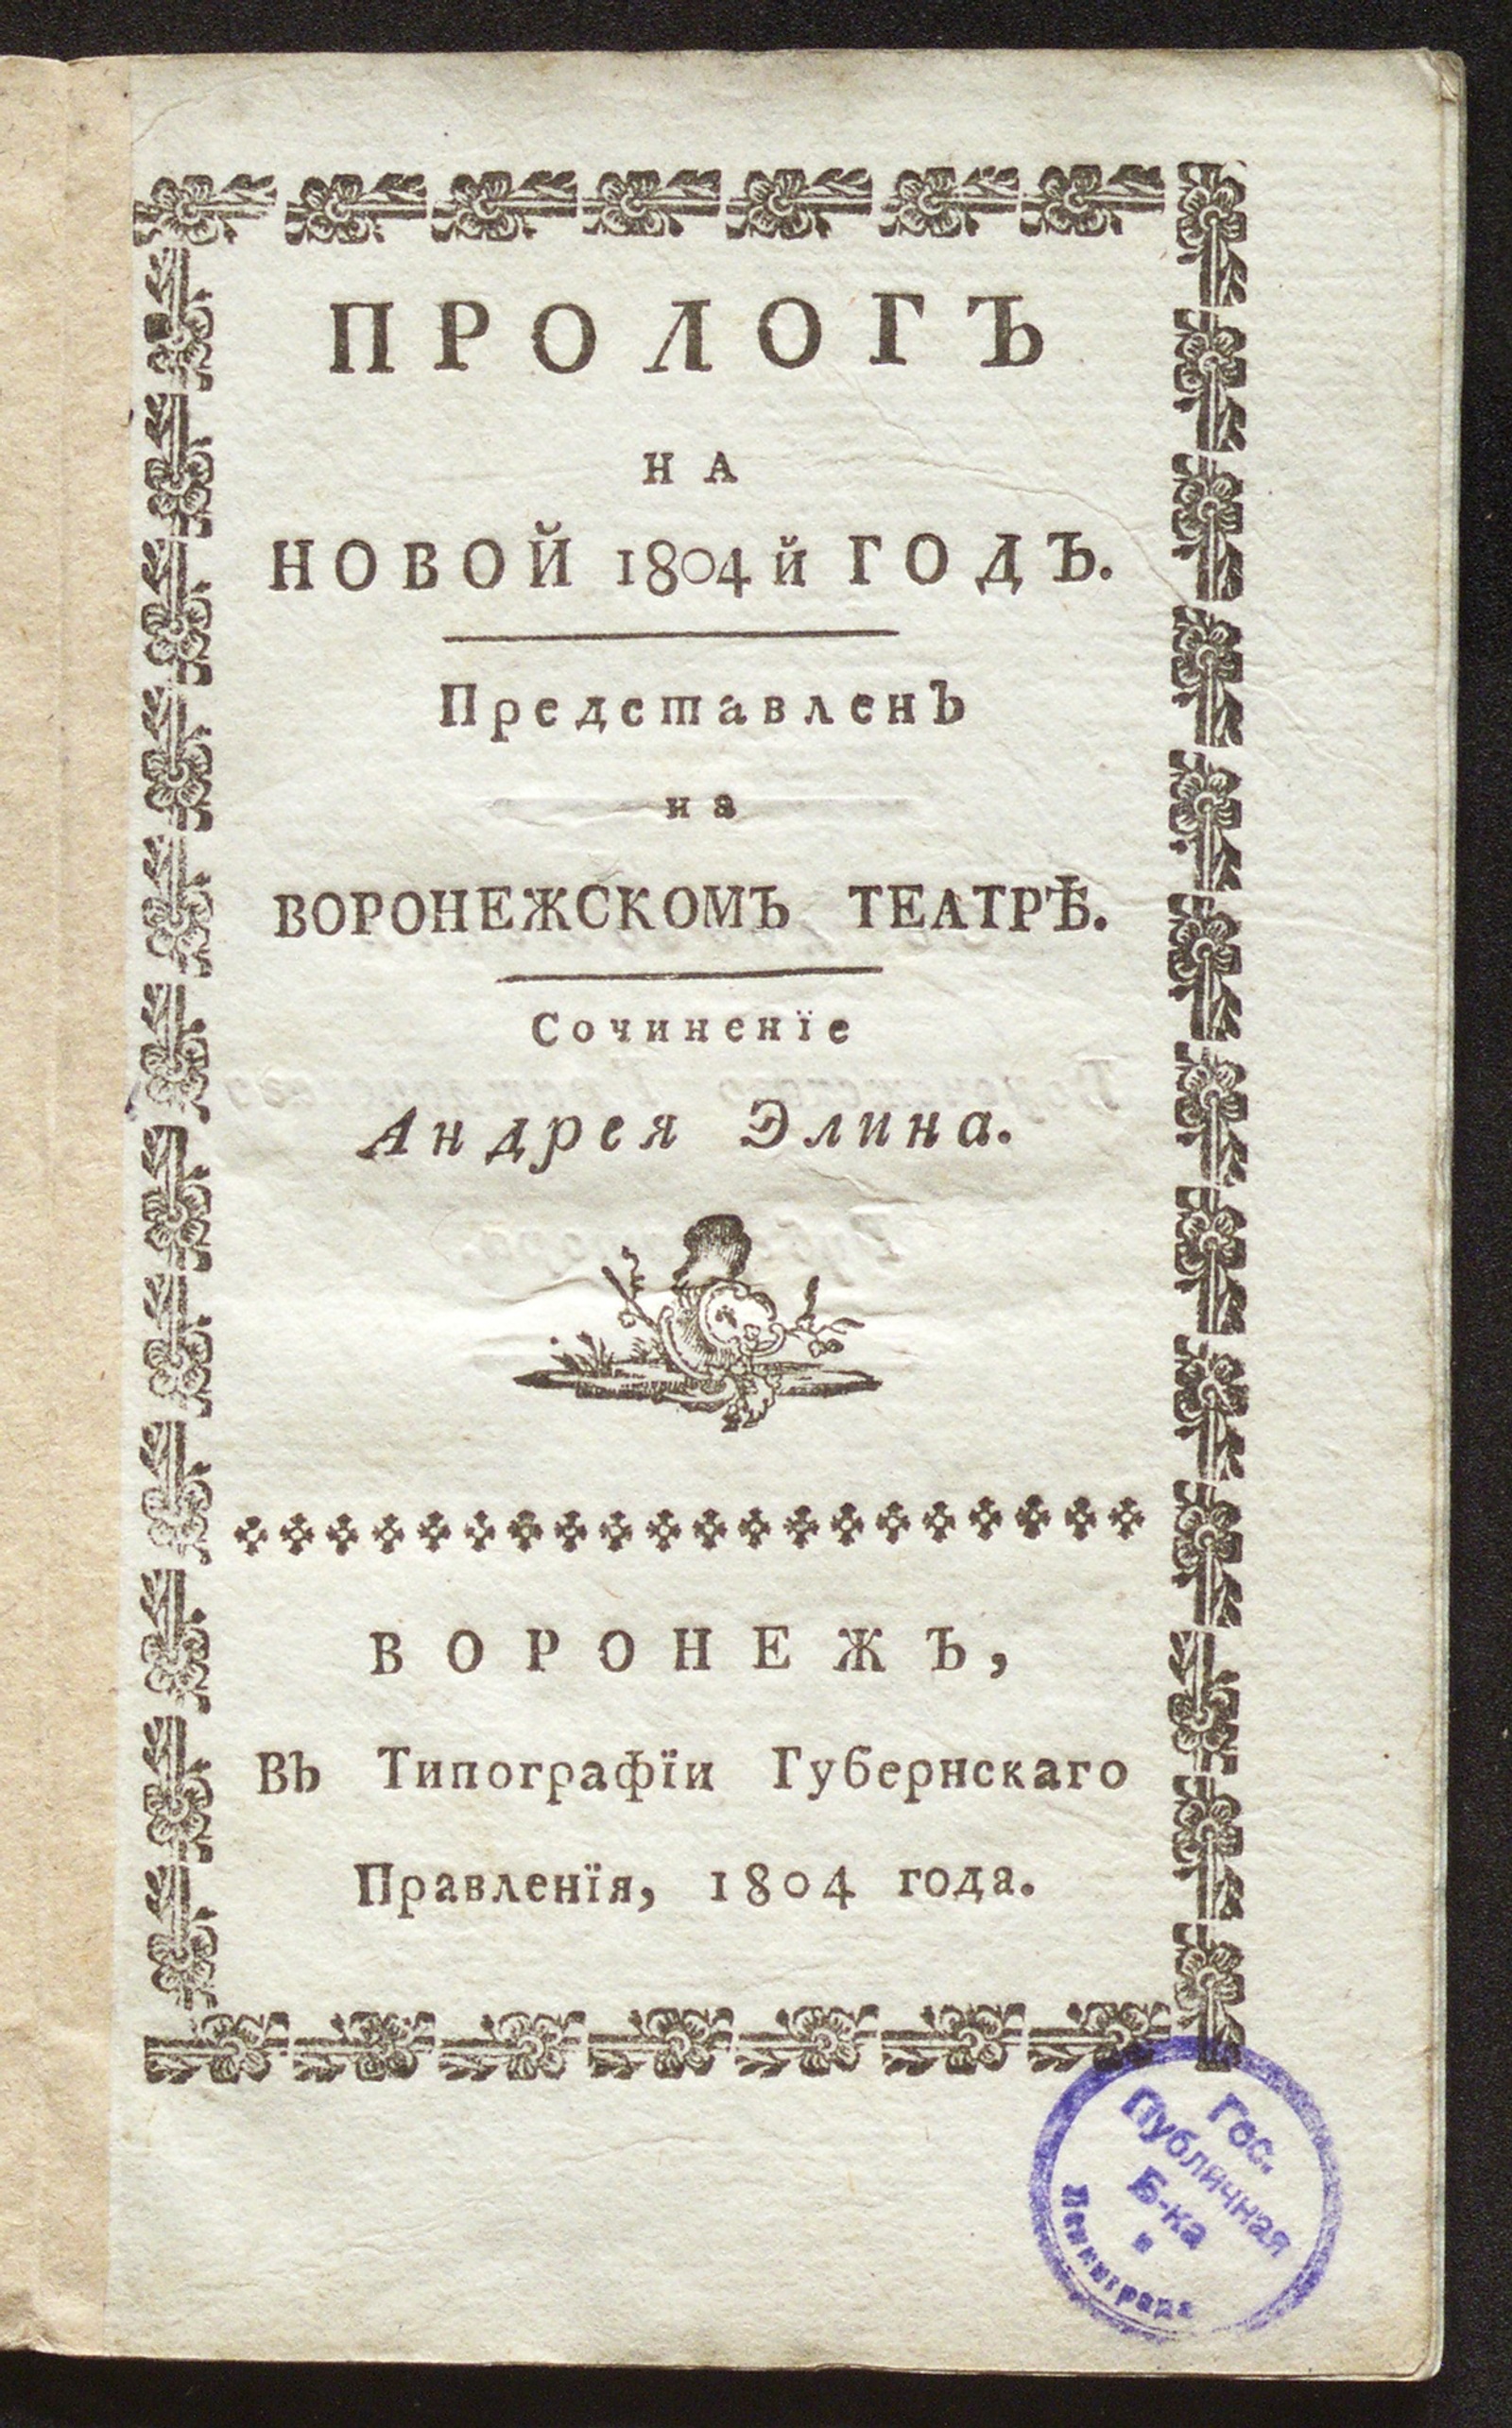 ПРОЛОГЪ
НА
НОВОЙ 1804й ГОДЪ.
Представленъ
на
ВОРОНЕЖСКОМЪ ТЕАТРѢ.
Сочиненїе
Андрея Элина.
ВОРОНЕЖЪ,
Въ Типографїи Губернскаго
Правленїя, 1804 года.
Гос.
Публичная
Б-ка
в
Ленинграде